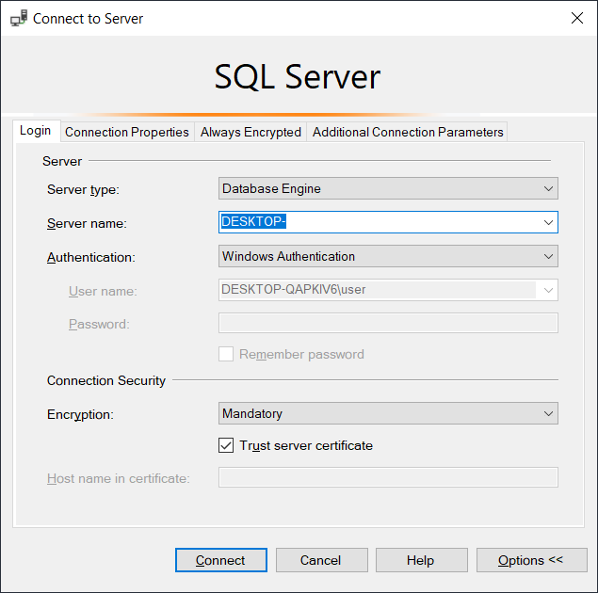 Connect to Server
SQL Server
Login Connection Properties Always Encrypted Additional Connection Parameters
Server
Server type: Database Engine
Server name: DESKTOP-
Authentication: Windows Authentication
User name: DESKTOP-QAPKIV6\user
Password:
Remember password
Connection Security
Encryption: Mandatory
Trust server certificate
Host name in certificate:
Connect Cancel Help Options <<